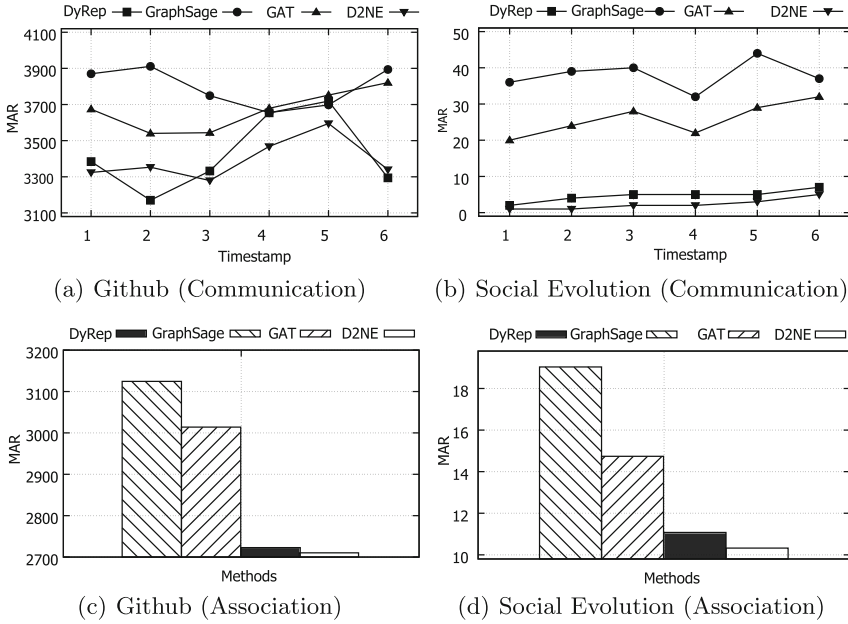 DyRep GraphSage GAT D2NE
4100
3900
3700
3500
3300
3100
MAR
1 2 3 4 5 6
Timestamp
(a) Github (Communication)
DyRep GraphSage GAT D2NE
50
40
30
20
10
0
MAR
1 2 3 4 5 6
Timestamp
(b) Social Evolution (Communication)
DyRep GraphSage GAT D2NE
3200
3100
3000
2900
2800
2700
MAR
Methods
(c) Github (Association)
DyRep GraphSage GAT D2NE
18
16
14
12
10
MAR
Methods
(d) Social Evolution (Association)